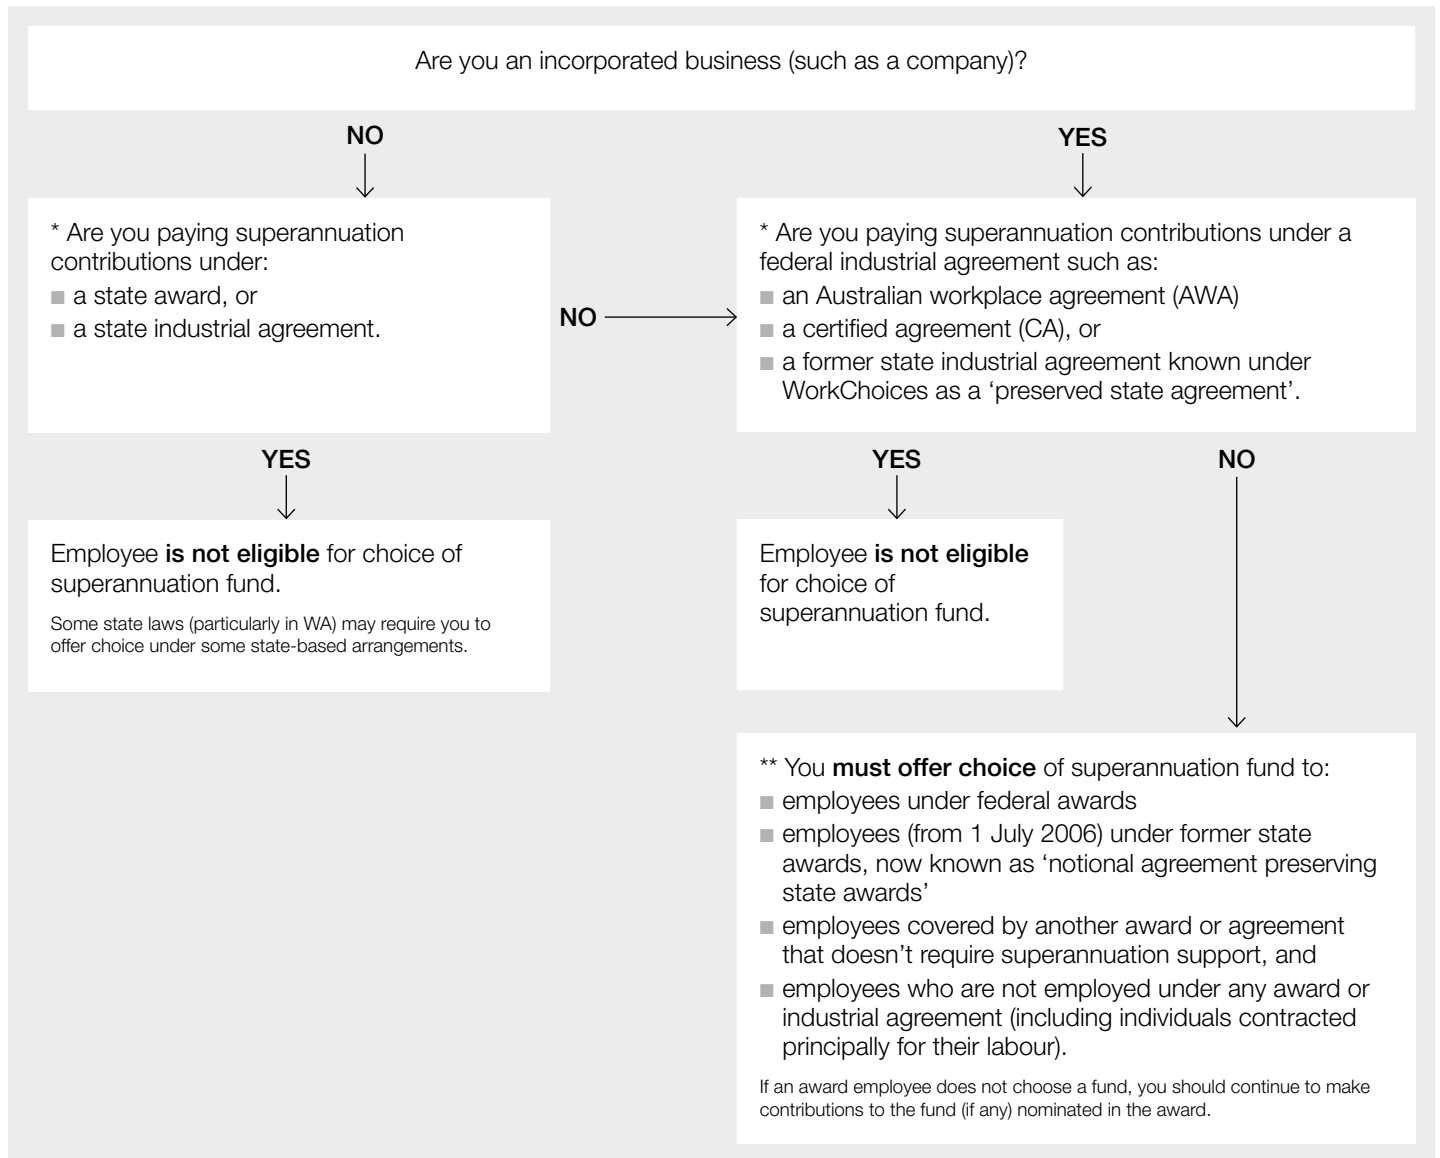 Are you an incorporated business (such as a company)?
NO
YES
* Are you paying superannuation
contributions under:
■ a state award, or
■ a state industrial agreement.
NO
* Are you paying superannuation contributions under a
federal industrial agreement such as:
■ an Australian workplace agreement (AWA)
■ a certified agreement (CA), or
■ a former state industrial agreement known under
WorkChoices as a ‘preserved state agreement’.
YES
YES
NO
Employee is not eligible for choice of
superannuation fund.
Some state laws (particularly in WA) may require you to
offer choice under some state-based arrangements.
Employee is not eligible
for choice of
superannuation fund.
** You must offer choice of superannuation fund to:
■ employees under federal awards
■ employees (from 1 July 2006) under former state
awards, now known as ‘notional agreement preserving
state awards’
■ employees covered by another award or agreement
that doesn’t require superannuation support, and
■ employees who are not employed under any award or
industrial agreement (including individuals contracted
principally for their labour).
If an award employee does not choose a fund, you should continue to make
contributions to the fund (if any) nominated in the award.